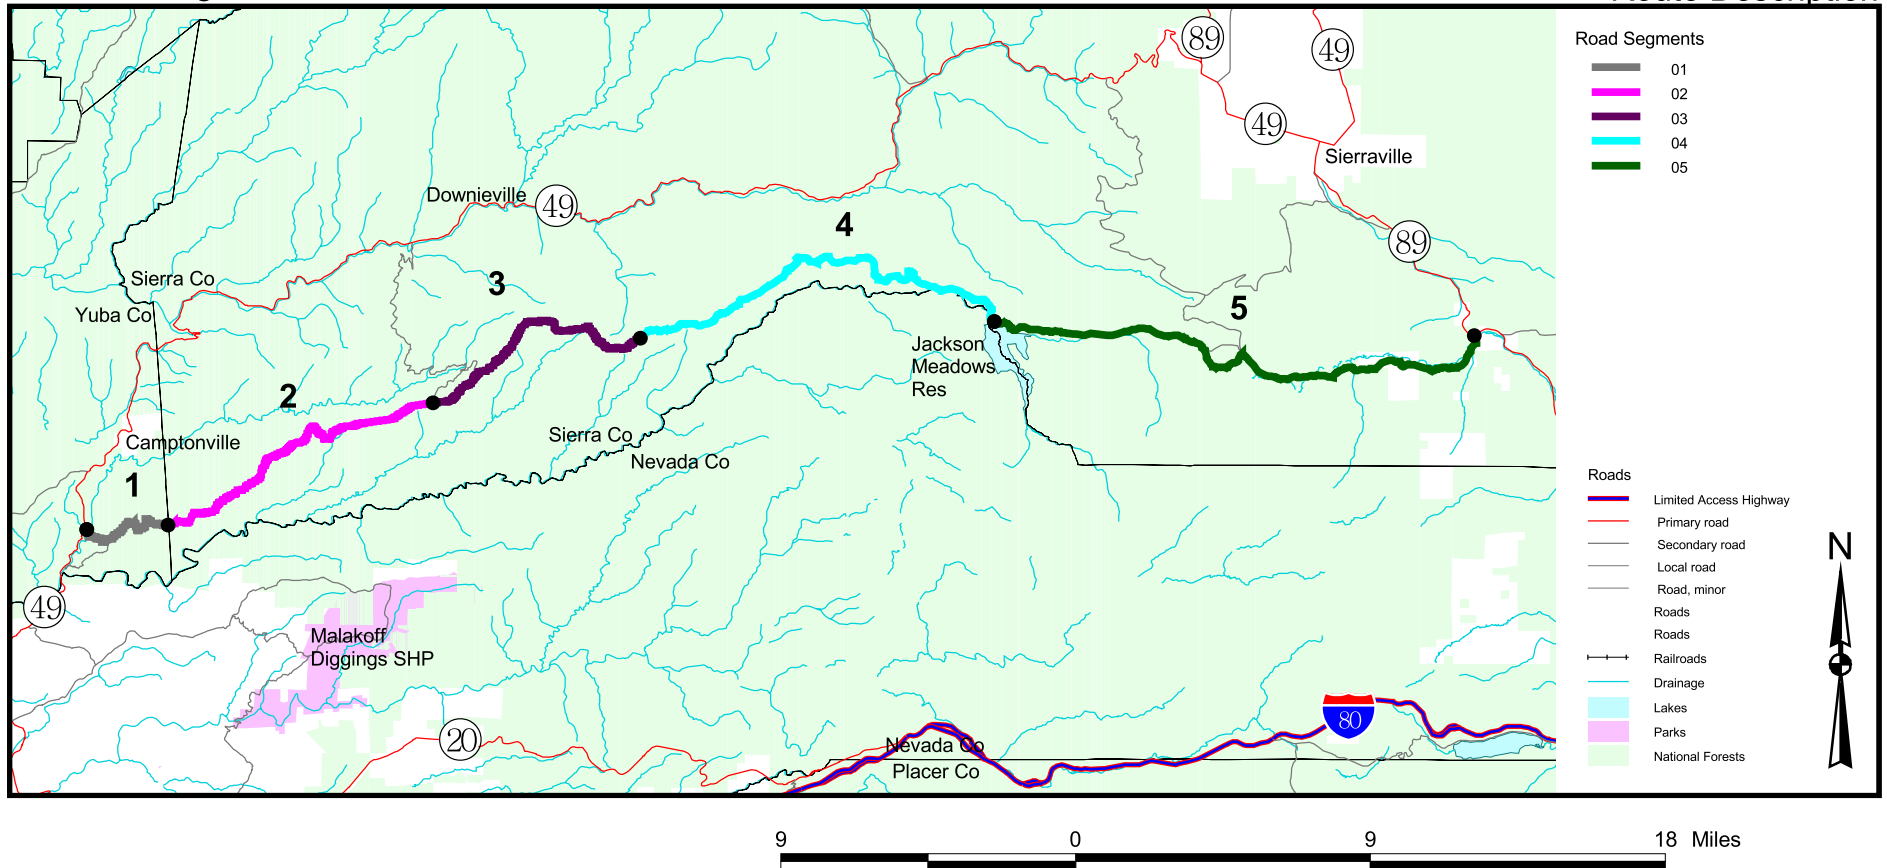 89
49
49
Sierraville
Downieville
49
4
89
Sierra Co
3
Yuba Co
5
Jackson
Meadows
Res
2
Camptonville
Sierra Co
Nevada Co
1
49
Malakoff
Diggings SHP
20
80
Nevada Co
Placer Co
Road Segments
01
02
03
04
05
Roads
Limited Access Highway
Primary road
Secondary road
Local road
Road, minor
Roads
Roads
Railroads
Drainage
Lakes
Parks
National Forests
N
9 0 9 18 Miles